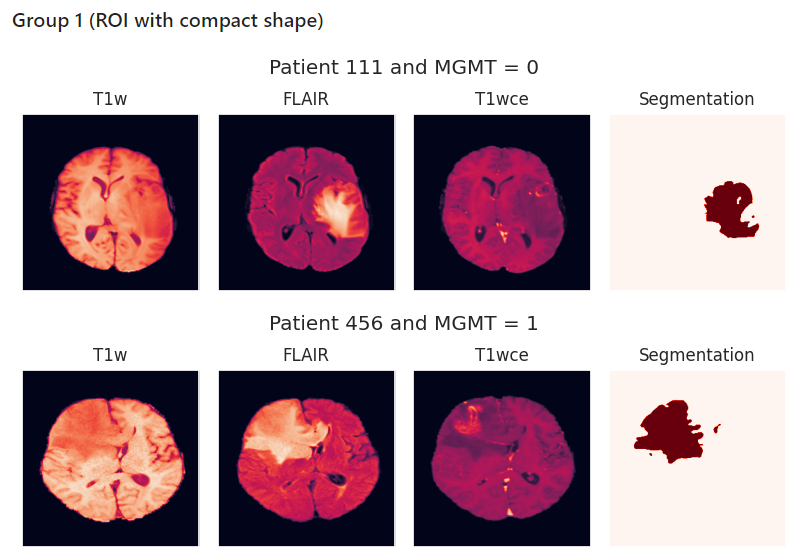 Group 1 (ROI with compact shape)
Patient 111 and MGMT = 0
T1w FLAIR T1wce Segmentation
Patient 456 and MGMT = 1
T1w FLAIR T1wce Segmentation